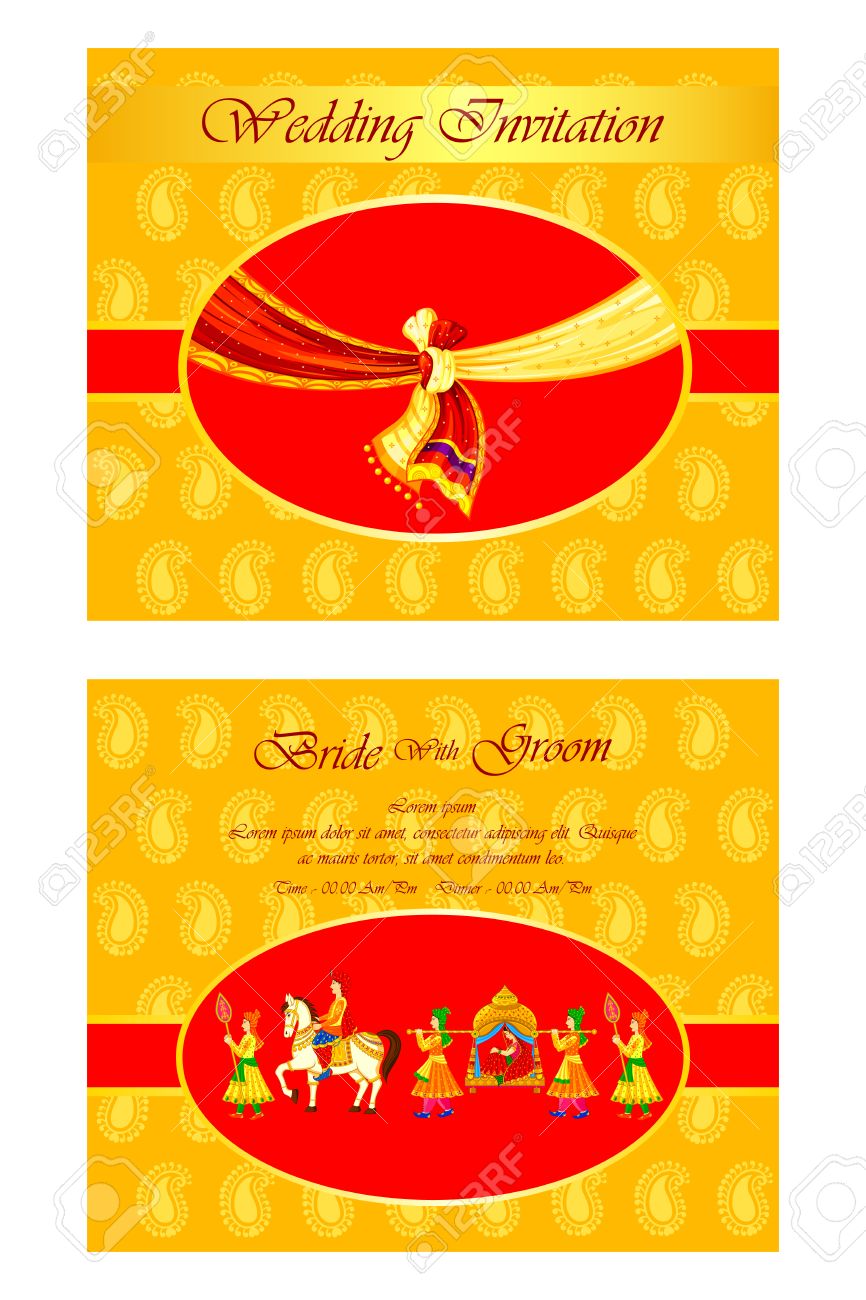 Wedding Invitation
Bride With Groom
Lorem ipsum
Lorem ipsum dolor sit amet, consectetur adipiscing elit. Quisque
ac mauris tortor, sit amet condimentum leo.
Time :- 00.00 Am/Pm Dinner :- 00.00 Am/Pm
123RF